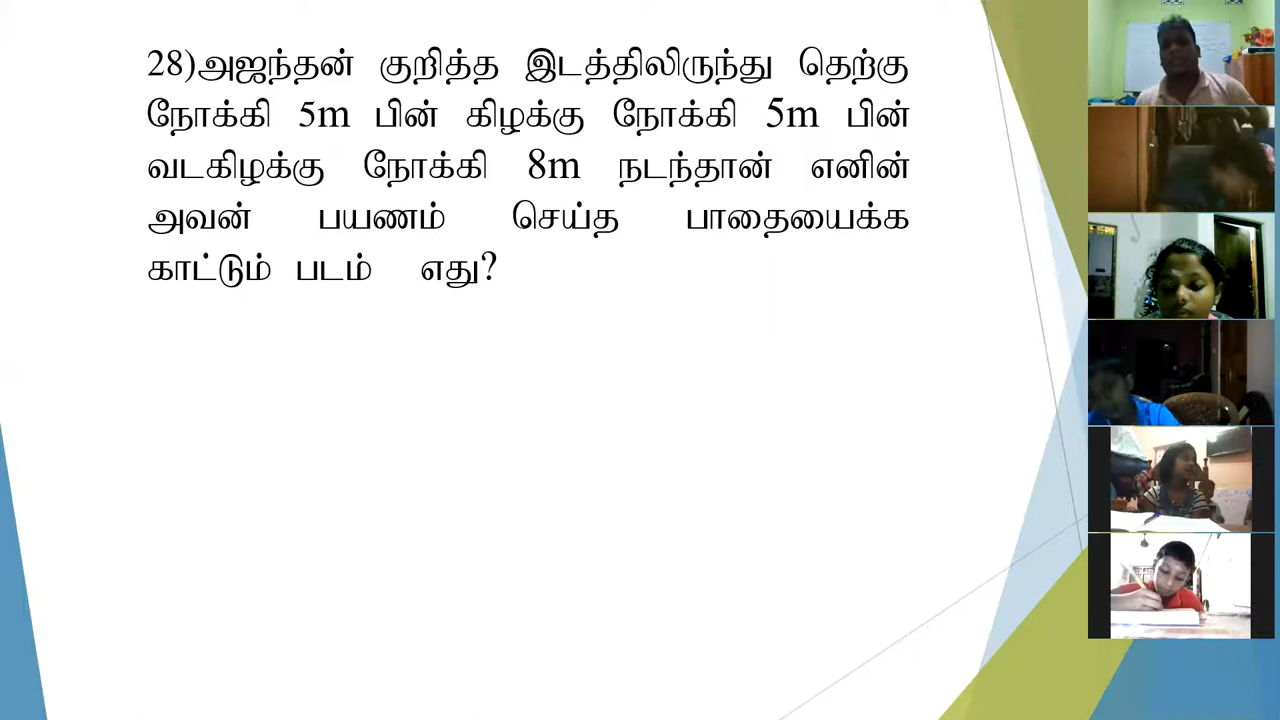 28)அஜந்தன் குறித்த இடத்திலிருந்து தெற்கு
நோக்கி 5m பின் கிழக்கு நோக்கி 5m பின்
வடகிழக்கு நோக்கி 8m நடந்தான் எனின்
அவன் பயணம் செய்த பாதையைக்க
காட்டும் படம் எது?